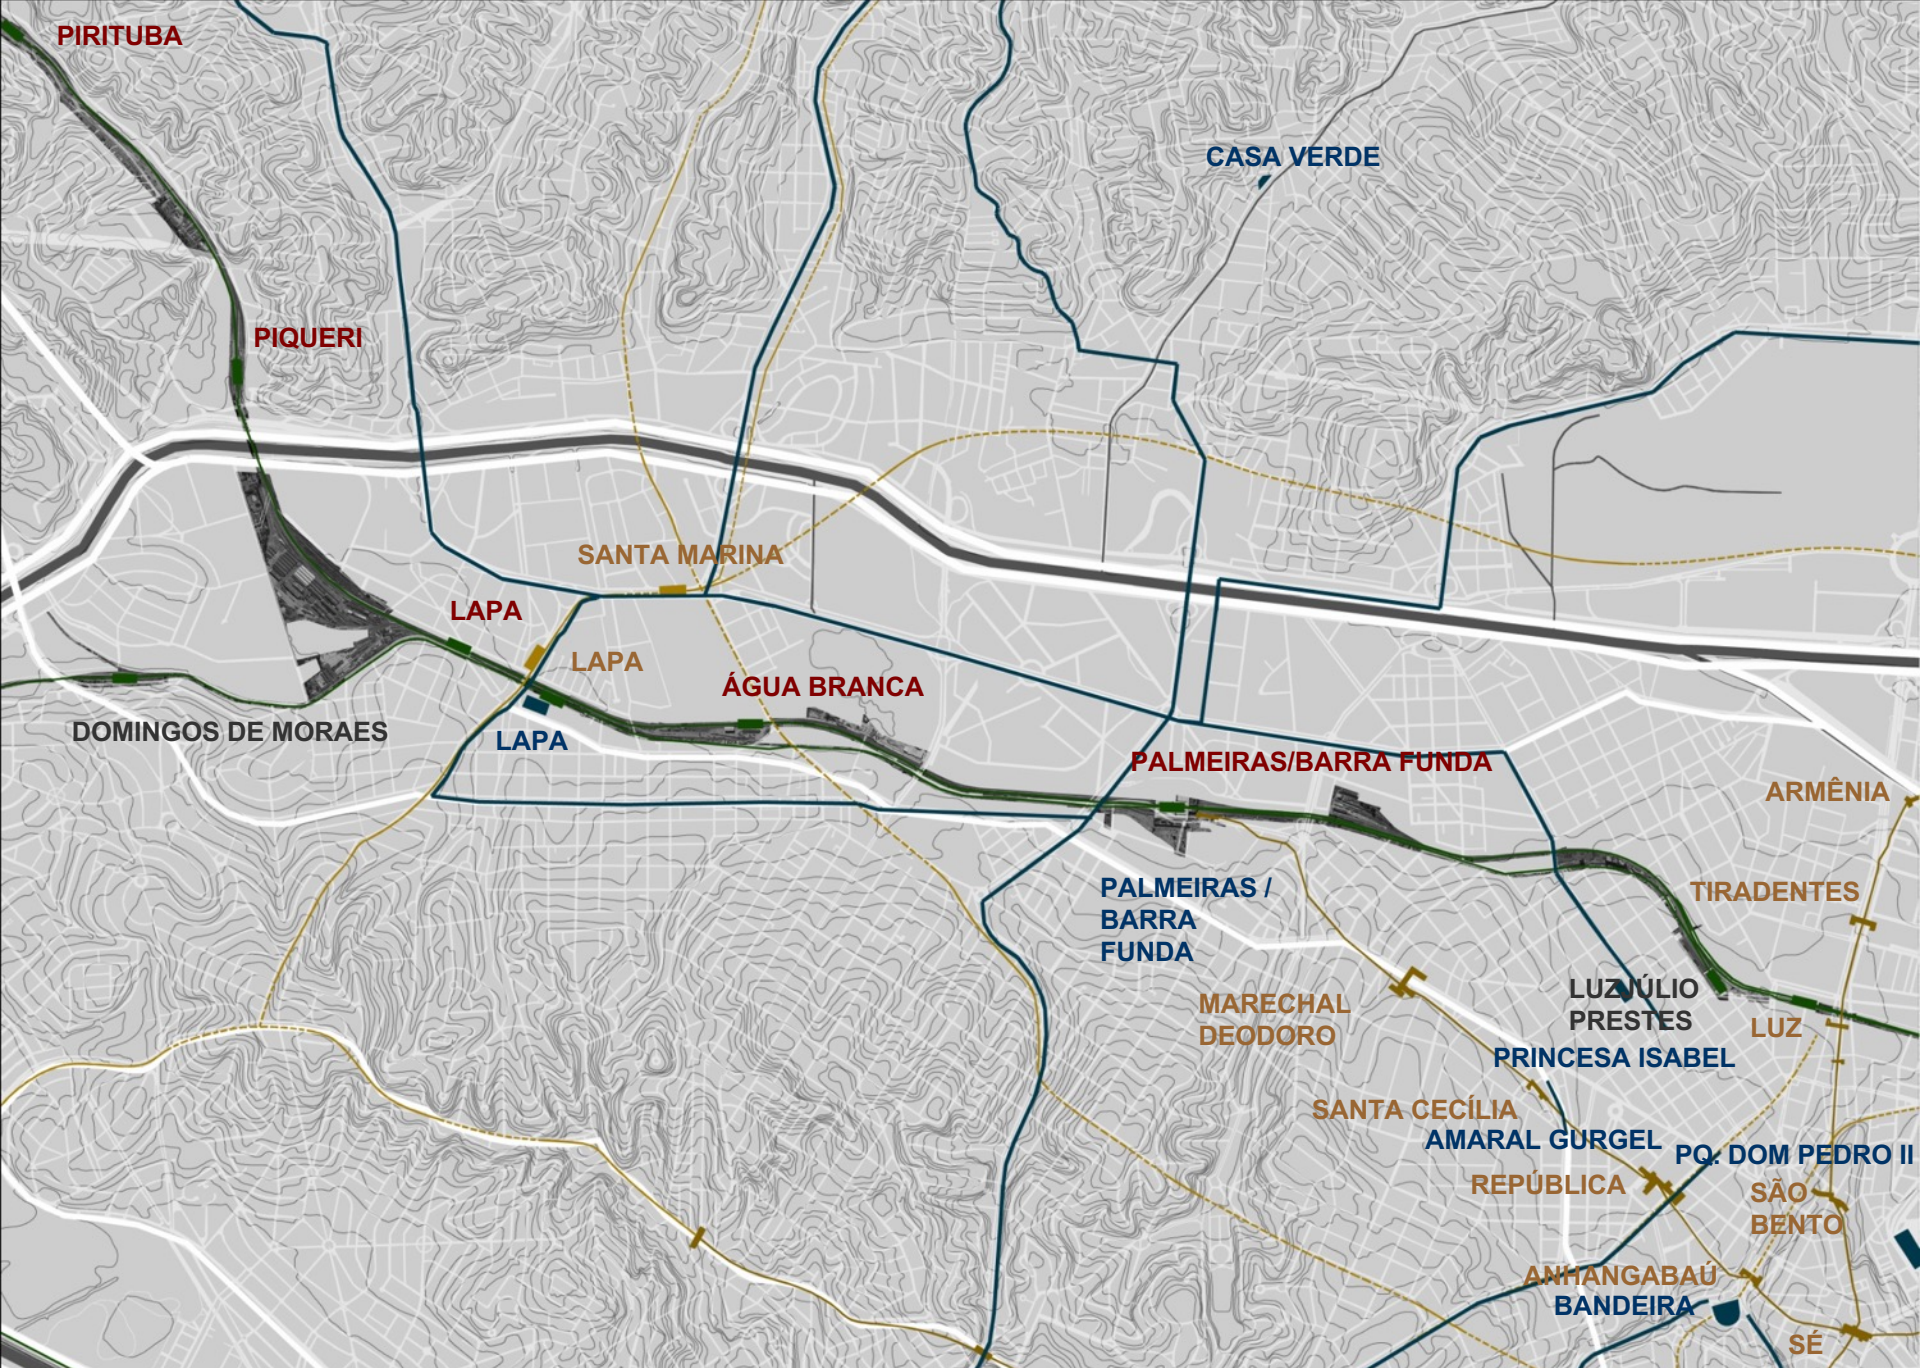 PIRITUBA
CASA VERDE
PIQUERI
SANTA MARINA
LAPA
LAPA
ÁGUA BRANCA
DOMINGOS DE MORAES
LAPA
PALMEIRAS/BARRA FUNDA
ARMÊNIA
PALMEIRAS /
BARRA
FUNDA
TIRADENTES
MARECHAL
DEODORO
LUZJÚLIO
PRESTES
LUZ
PRINCESA ISABEL
SANTA CECÍLIA
AMARAL GURGEL
PQ. DOM PEDRO II
REPÚBLICA
SÃO
BENTO
ANHANGABAÚ
BANDEIRA
SÉ